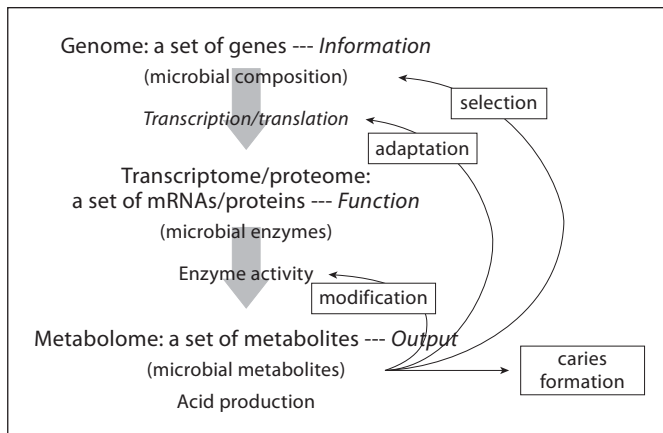 Genome: a set of genes --- Information
(microbial composition)
selection
Transcription/translation
adaptation
Transcriptome/proteome:
a set of mRNAs/proteins --- Function
(microbial enzymes)
Enzyme activity
modification
Metabolome: a set of metabolites --- Output
(microbial metabolites)
caries
formation
Acid production